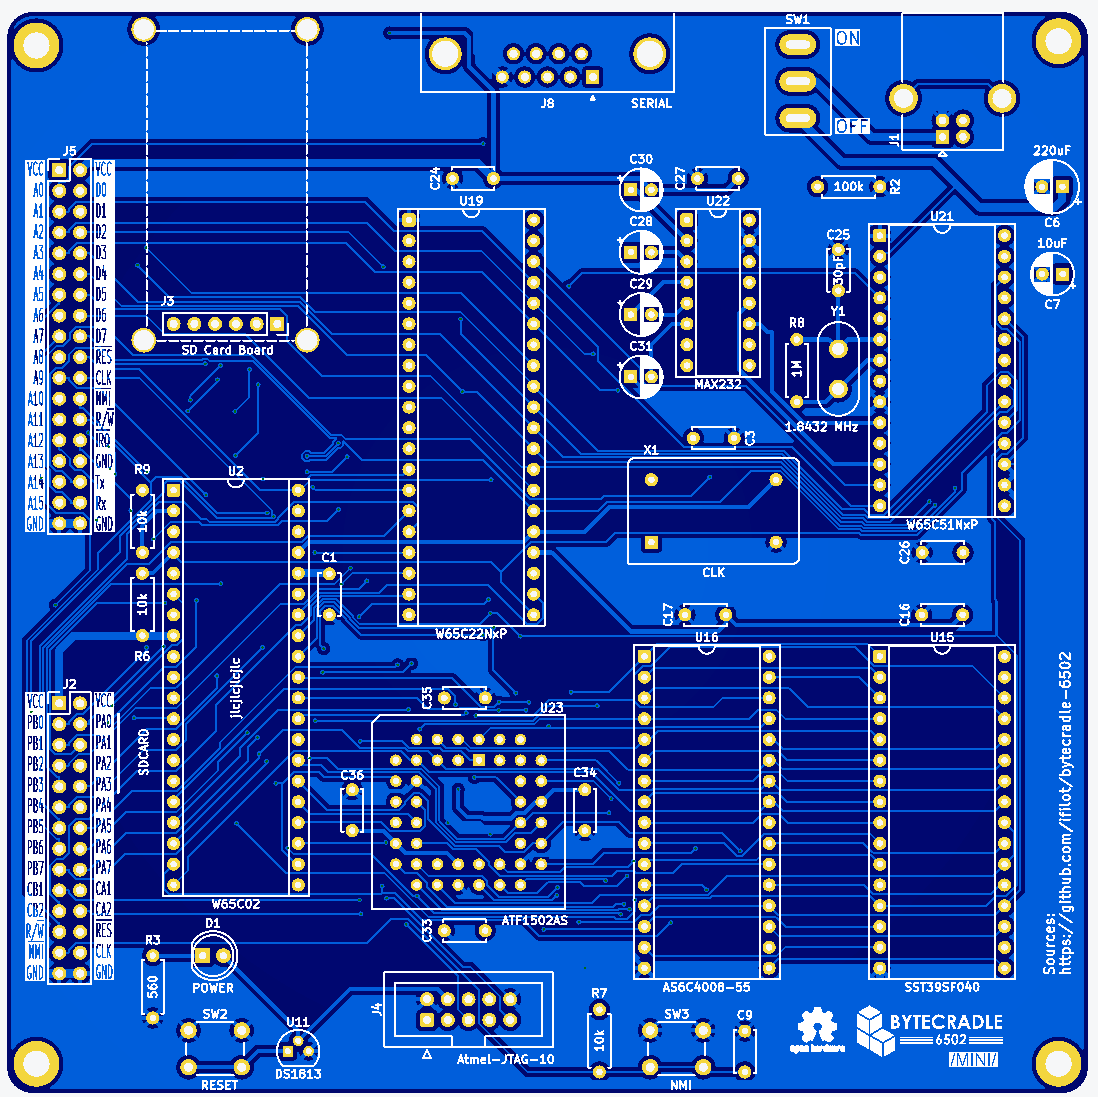 SW1
ON
OFF
J8
SERIAL
J1
220uF
C6
10uF
C7
100k
R2
J5
VCC VCC
A0 D0
A1 D1
A2 D2
A3 D3
A4 D4
A5 D5
A6 D6
A7 D7
A8 RES
A9 CLK
A10 NMI
A11 R/W
A12 IRQ
A13 GND
A14 Tx
A15 Rx
GND GND
J3
SD Card Board
C24
U19
W65C22NxP
C30
C28
C29
C31
C27
U22
MAX232
C25
30pF
Y1
R8
1M
1.8432 MHz
U21
W65C51NxP
C3
X1
CLK
C26
C17
C16
R9
10k
10k
R6
U2
jlcjlcjlcjlc
W65C02
C1
J2
VCC VCC
PB0 PA0
PB1 PA1
PB2 PA2
PB3 PA3
PB4 PA4
PB5 PA5
PB6 PA6
PB7 PA7
CB1 CA1
CB2 CA2
R/W RES
NMI CLK
GND GND
SDCARD
C35
U23
C36
C34
ATF1502AS
C33
U16
AS6C4008-55
U15
SST39SF040
Sources:
https://github.com/ifilot/bytecradle-6502
D1
POWER
R3
560
SW2
RESET
U11
DS1813
J4
Atmel-JTAG-10
R7
10k
SW3
NMI
C9
open hardware
BYTECRADLE
6502
/MINI/